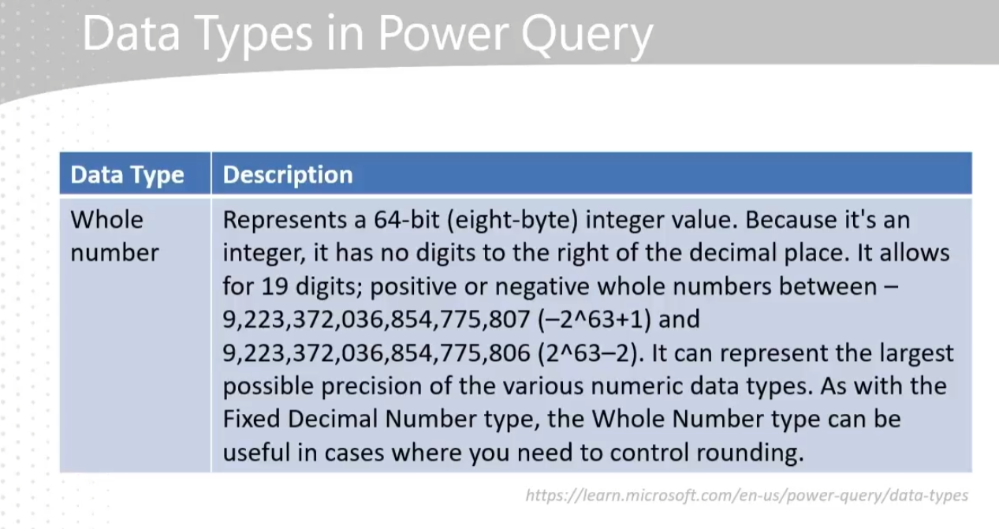 Data Types in Power Query
Data Type
Description
Whole
number
Represents a 64-bit (eight-byte) integer value. Because it's an
integer, it has no digits to the right of the decimal place. It allows
for 19 digits; positive or negative whole numbers between –
9,223,372,036,854,775,807 (–2^63+1) and
9,223,372,036,854,775,806 (2^63–2). It can represent the largest
possible precision of the various numeric data types. As with the
Fixed Decimal Number type, the Whole Number type can be
useful in cases where you need to control rounding.
https://learn.microsoft.com/en-us/power-query/data-types